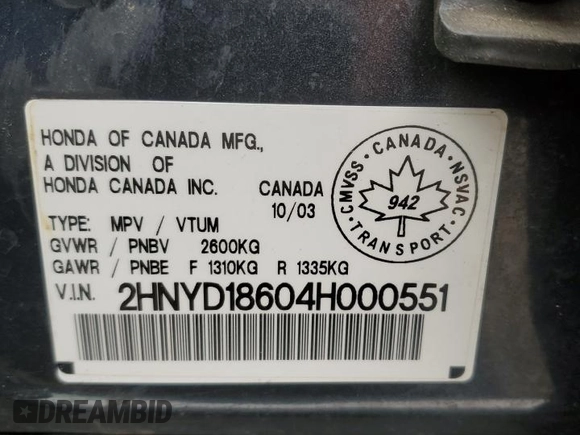 HONDA OF CANADA MFG.,
A DIVISION OF
HONDA CANADA INC. CANADA
10/03
TYPE: MPV / VTUM
GVWR / PNBV 2600KG
GAWR / PNBE F 1310KG R 1335KG
V.I.N. 2HNYD18604H000551
CMVSS · CANADA · NSVAC
942
· TRANSPORT ·
DREAMBID